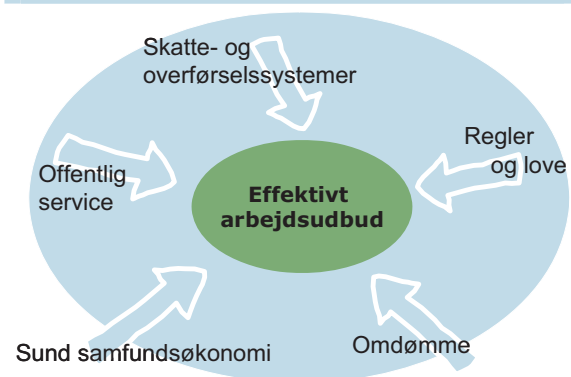 Skatte- og
overførselssystemer
Regler
og love
Offentlig
service
Effektivt
arbejdsudbud
Sund samfundsøkonomi
Omdømme